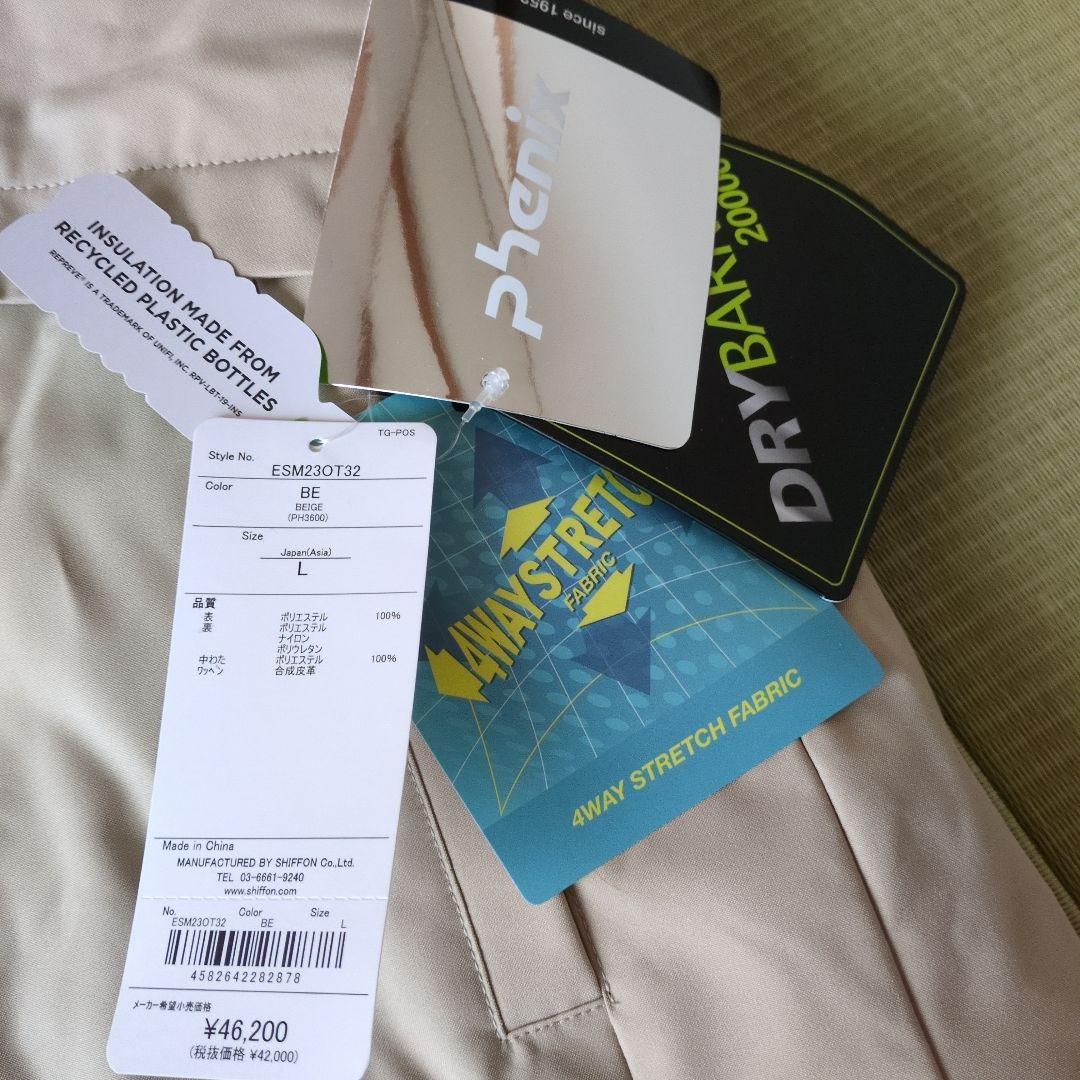 since 1952
phenix
INSULATION MADE FROM
RECYCLED PLASTIC BOTTLES
REPREVE® IS A TRADEMARK OF UNIFI, INC. RPV-LBT-19-INS
DRY
20000
4WAYSTRETC
FABRIC
4WAY STRETCH FABRIC
TG-POS
Style No.
ESM23OT32
Color
BE
BEIGE
(PH3600)
Size
Japan(Asia)
L
品質
表 ポリエステル 100%
裏 ポリエステル
ナイロン
ポリウレタン
中わた ポリエステル 100%
ワッペン 合成皮革
Made in China
MANUFACTURED BY SHIFFON Co.,Ltd.
TEL 03-6661-9240
www.shiffon.com
No. Color Size
ESM23OT32 BE L
4582642282878
メーカー希望小売価格
¥46,200
(税抜価格 ¥42,000)